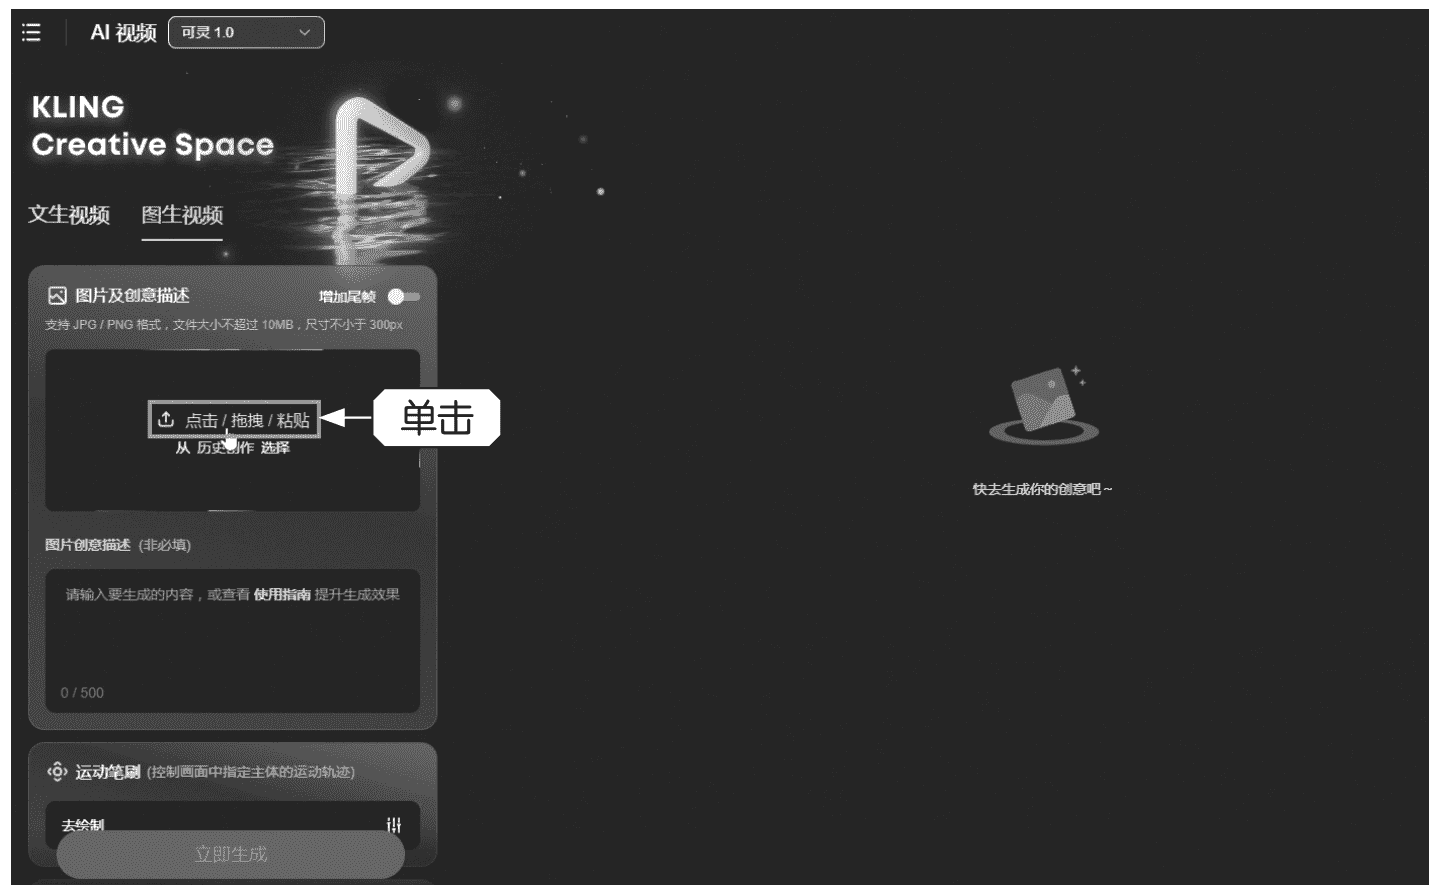 AI 视频 可灵 1.0
KLING
Creative Space
文生视频 图生视频
图片及创意描述 增加尾帧
支持 JPG / PNG 格式，文件大小不超过 10MB，尺寸不小于 300px
点击 / 拖拽 / 粘贴
单击
从 历史创作 选择
快去生成你的创意吧~
图片创意描述 (非必填)
请输入要生成的内容，或查看 使用指南 提升生成效果
0 / 500
运动笔刷 (控制画面中指定主体的运动轨迹)
去绘制
立即生成